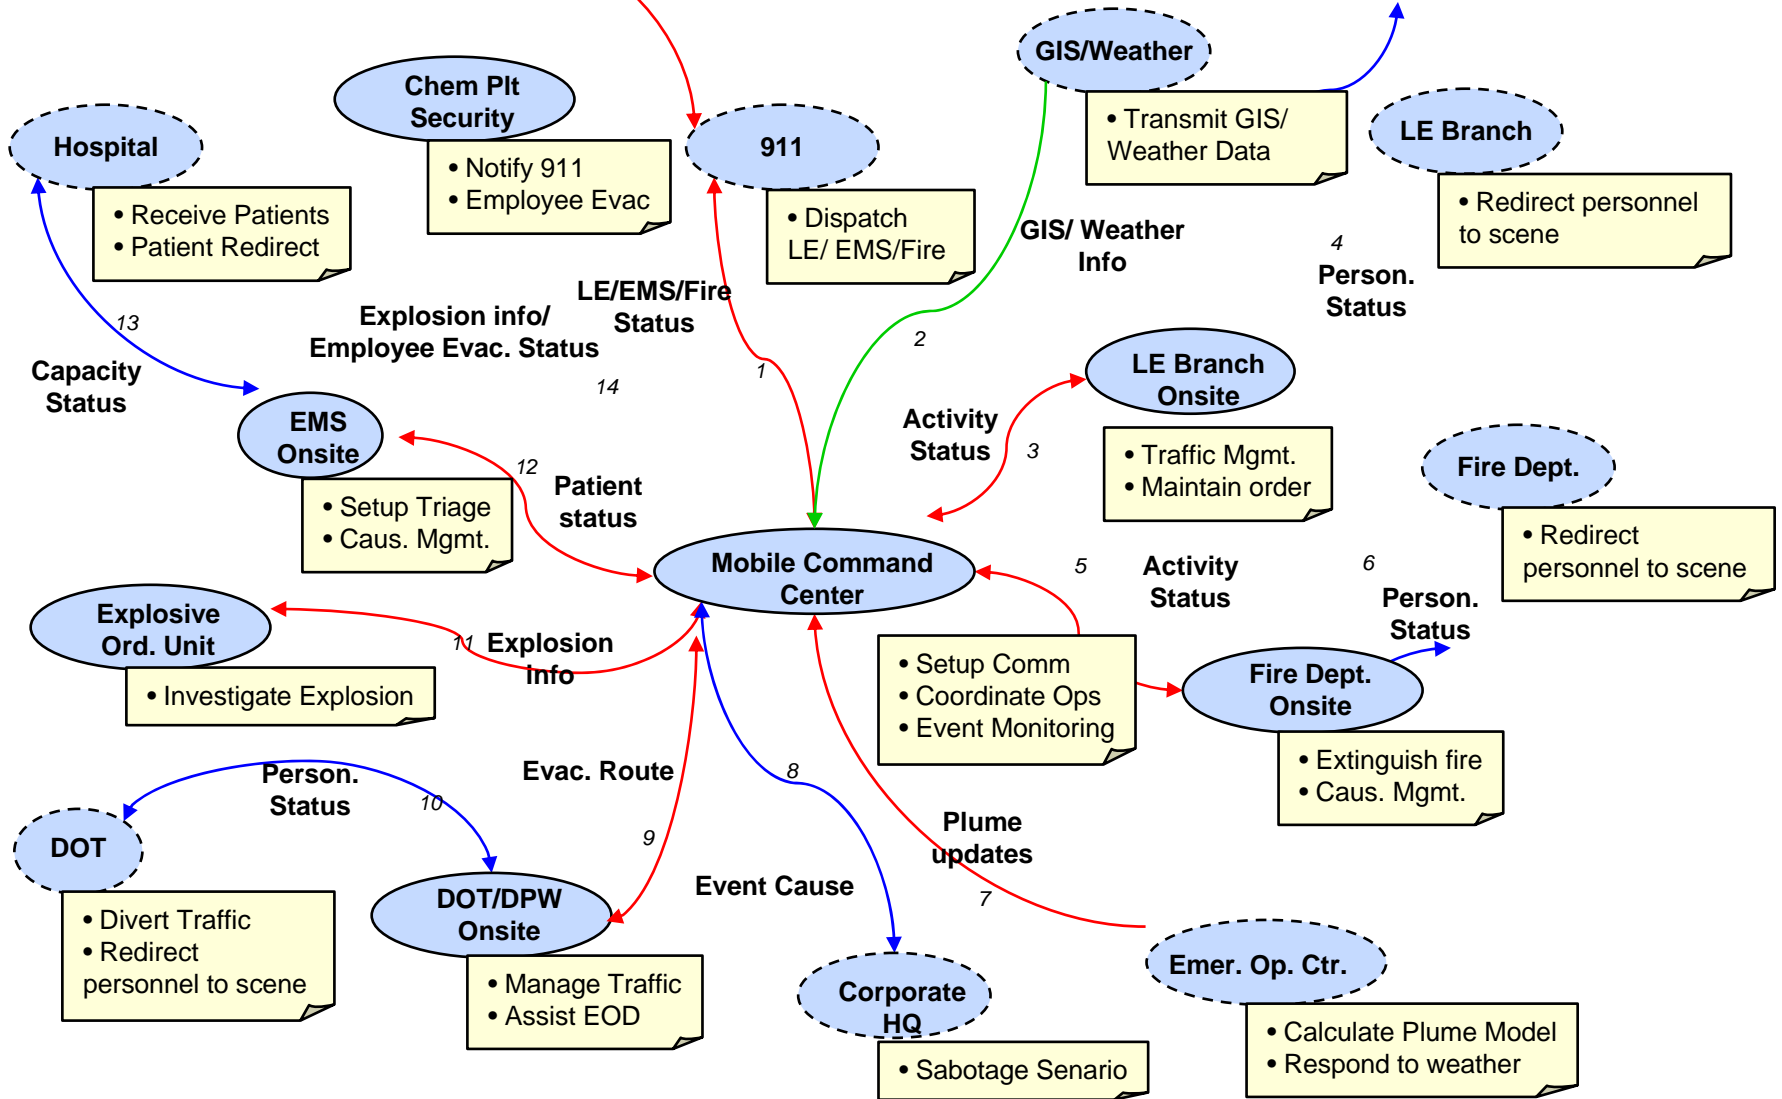 GIS/Weather
• Transmit GIS/
Weather Data
Chem Plt
Security
• Notify 911
• Employee Evac
Hospital
• Receive Patients
• Patient Redirect
911
• Dispatch
LE/ EMS/Fire
LE Branch
• Redirect personnel
to scene
GIS/ Weather
Info
4
Person.
Status
LE/EMS/Fire
Status
Explosion info/
Employee Evac. Status
13
14
1
2
Capacity
Status
LE Branch
Onsite
• Traffic Mgmt.
• Maintain order
Activity
Status
3
EMS
Onsite
• Setup Triage
• Caus. Mgmt.
12
Patient
status
Fire Dept.
• Redirect
personnel to scene
Mobile Command
Center
• Setup Comm
• Coordinate Ops
• Event Monitoring
5
Activity
Status
6
Person.
Status
Explosive
Ord. Unit
• Investigate Explosion
11
Explosion
info
Fire Dept.
Onsite
• Extinguish fire
• Caus. Mgmt.
Person.
Status
10
Evac. Route
9
8
Plume
updates
7
DOT
• Divert Traffic
• Redirect
personnel to scene
DOT/DPW
Onsite
• Manage Traffic
• Assist EOD
Event Cause
Corporate
HQ
• Sabotage Senario
Emer. Op. Ctr.
• Calculate Plume Model
• Respond to weather